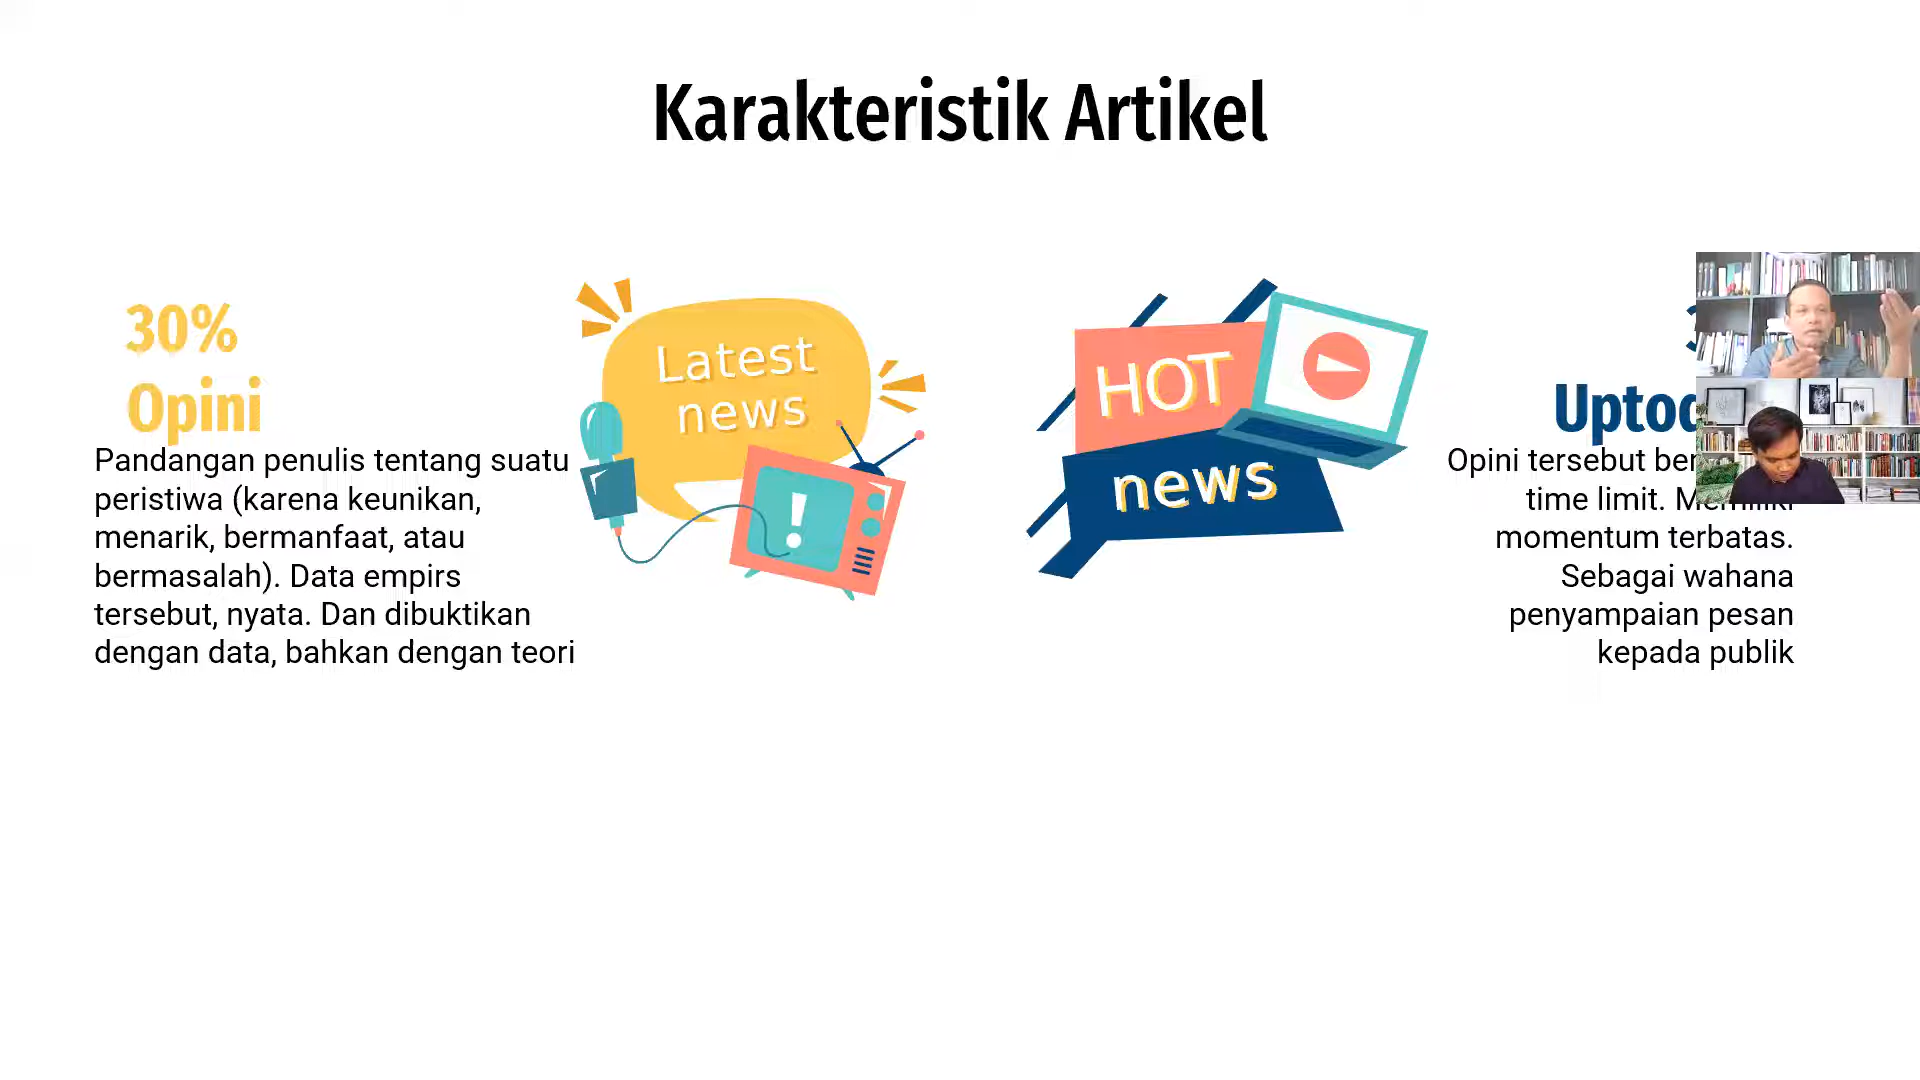 Karakteristik Artikel
30%
Opini
Pandangan penulis tentang suatu
peristiwa (karena keunikan,
menarik, bermanfaat, atau
bermasalah). Data empirs
tersebut, nyata. Dan dibuktikan
dengan data, bahkan dengan teori
Latest
news
!
HOT
news
Opini tersebut
time limit.
momentum terbatas.
Sebagai wahana
penyampaian pesan
kepada publik